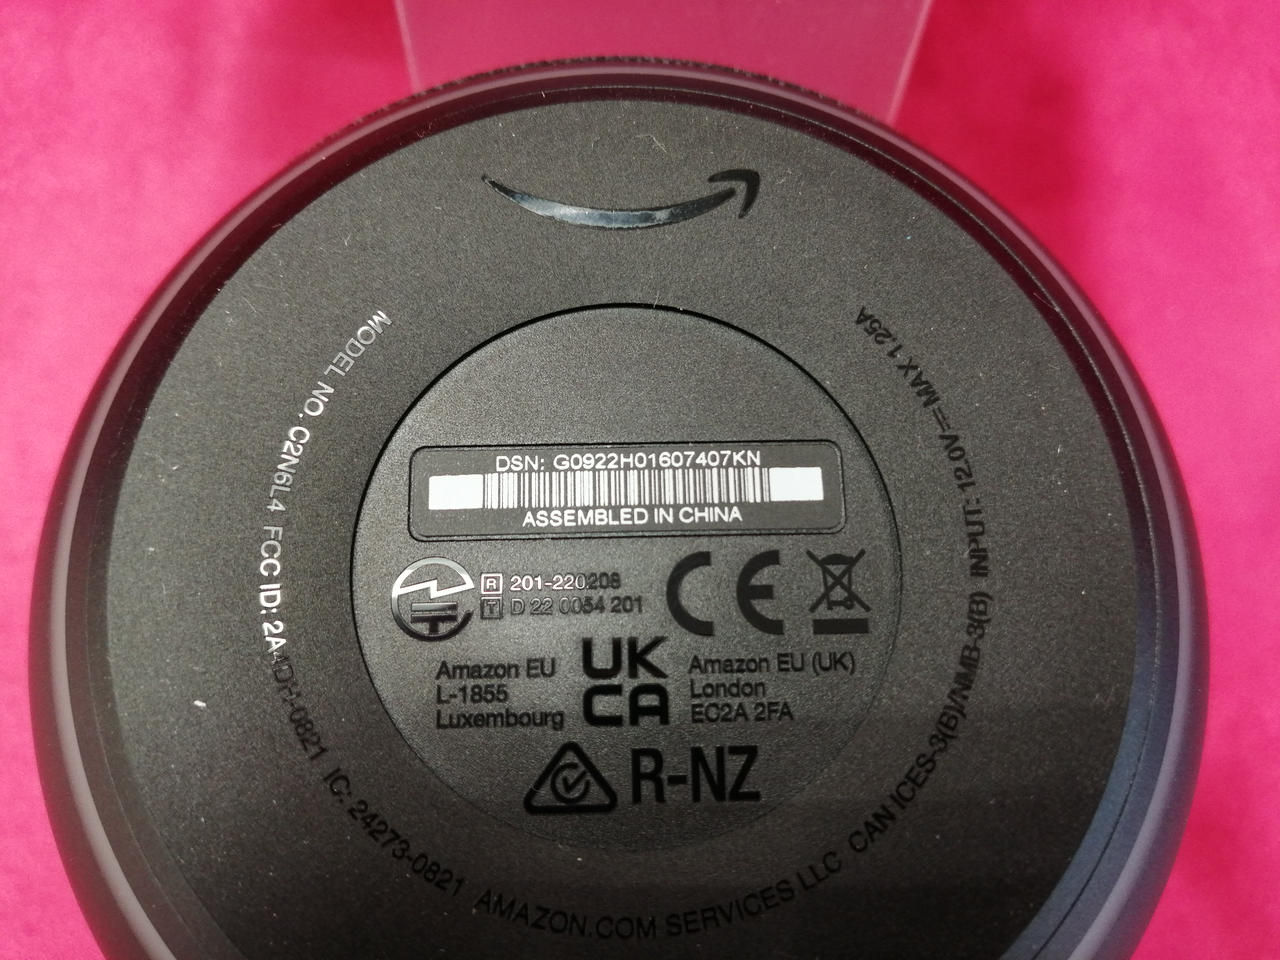 MODEL NO. C2N6L4 FCC ID: 2A4DH-0821 IC: 24273-0821 AMAZON.COM SERVICES LLC CAN ICES-3(B)/NMB-3(B) INPUT: 12.0V⎓MAX 1.25A
DSN: G0922H01607407KN
ASSEMBLED IN CHINA
R 201-220208
T D 22 0054 201
CE
Amazon EU
L-1855
Luxembourg
UK
CA
Amazon EU (UK)
London
EC2A 2FA
R-NZ